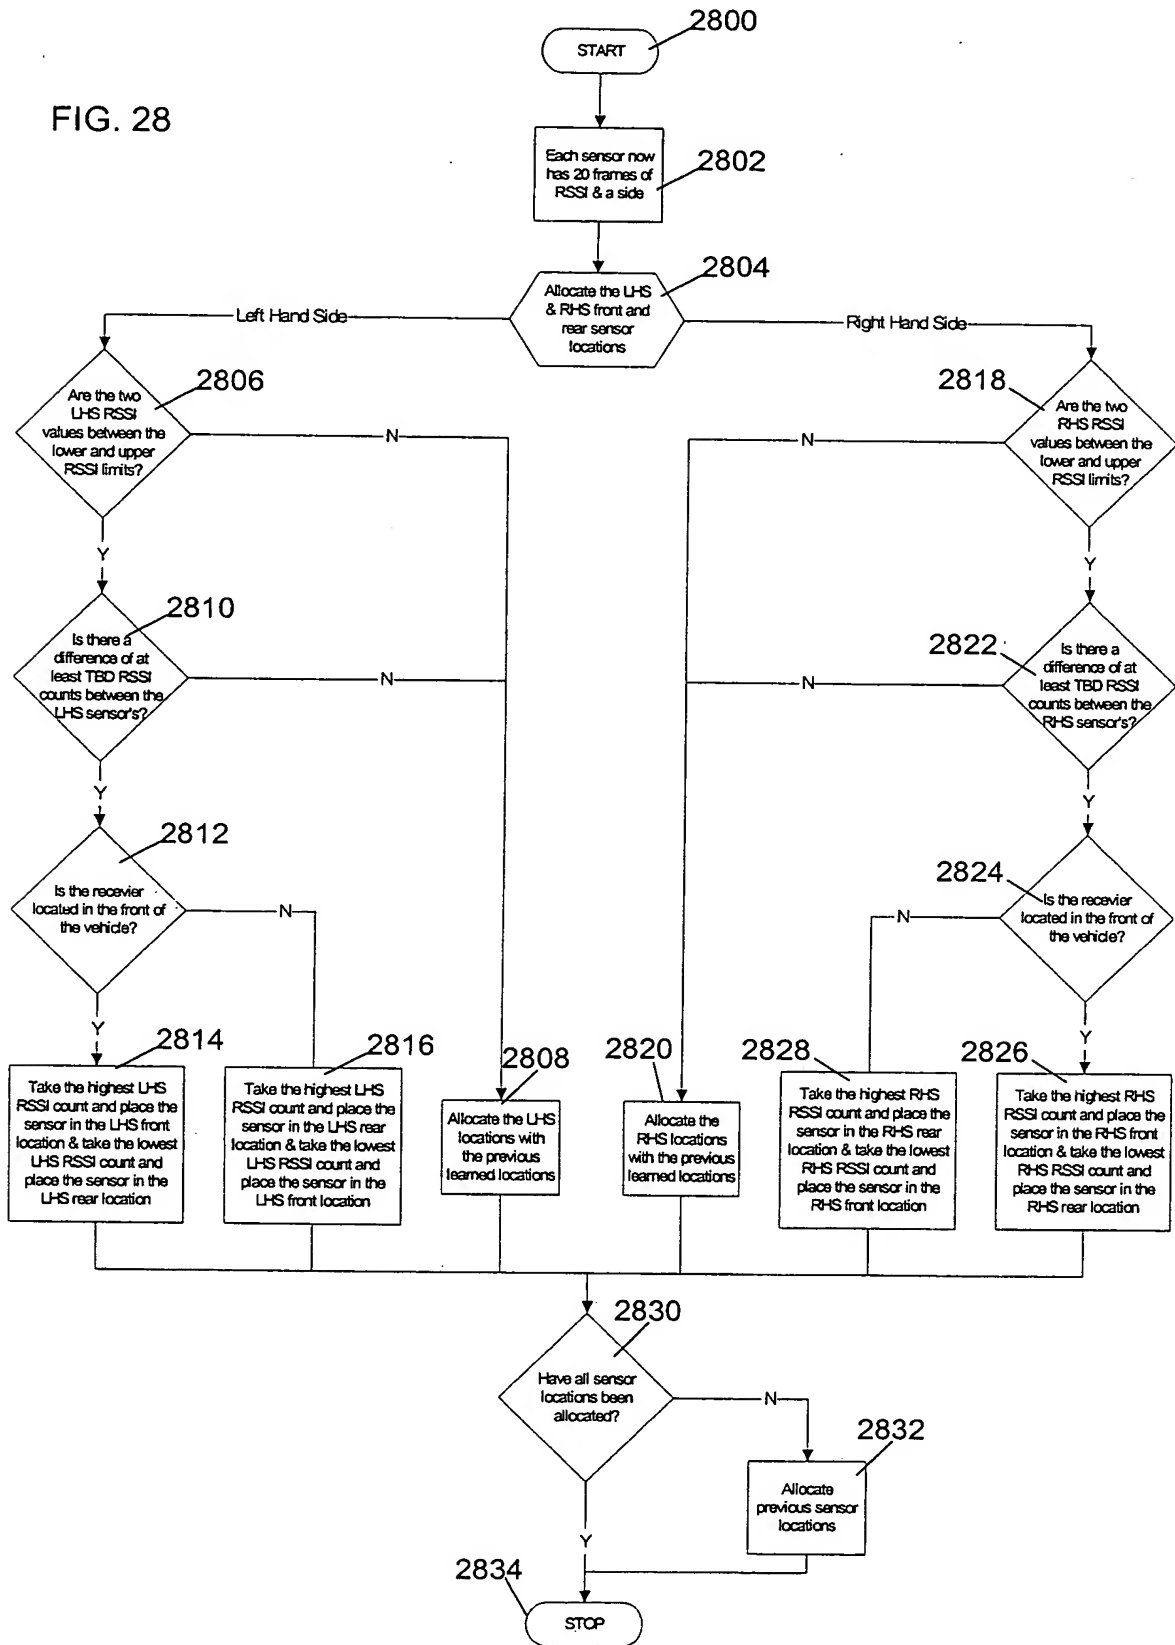 2800
START
FIG. 28
Each sensor now
has 20 frames of
RSSI & a side
2802
2804
Allocate the LHS
& RHS front and
rear sensor
locations
Left Hand Side
Right Hand Side
2806
Are the two
LHS RSSI
values between the
lower and upper
RSSI limits?
N
Y
2818
Are the two
RHS RSSI
values between the
lower and upper
RSSI limits?
N
Y
2810
Is there a
difference of at
least TBD RSSI
counts between the
LHS sensor's?
N
Y
2822
Is there a
difference of at
least TBD RSSI
counts between the
RHS sensor's?
N
Y
2812
Is the recevier
located in the front of
the vehicle?
N
Y
2824
Is the recevier
located in the front of
the vehicle?
N
Y
2814
Take the highest LHS
RSSI count and place the
sensor in the LHS front
location & take the lowest
LHS RSSI count and
place the sensor in the
LHS rear location
2816
Take the highest LHS
RSSI count and place the
sensor in the LHS rear
location & take the lowest
LHS RSSI count and
place the sensor in the
LHS front location
2808
Allocate the LHS
locations with
the previous
learned locations
2820
Allocate the
RHS locations
with the previous
learned locations
2828
Take the highest RHS
RSSI count and place the
sensor in the RHS rear
location & take the lowest
RHS RSSI count and
place the sensor in the
RHS front location
2826
Take the highest RHS
RSSI count and place the
sensor in the RHS front
location & take the lowest
RHS RSSI count and
place the sensor in the
RHS rear location
2830
Have all sensor
locations been
allocated?
N
Y
2832
Allocate
previous sensor
locations
2834
STOP